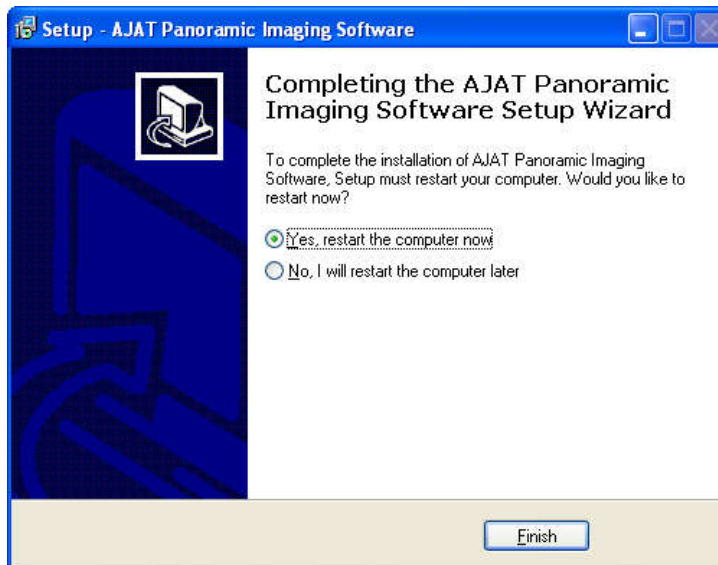 Setup - AJAT Panoramic Imaging Software
Completing the AJAT Panoramic
Imaging Software Setup Wizard
To complete the installation of AJAT Panoramic Imaging
Software, Setup must restart your computer. Would you like to
restart now?
Yes, restart the computer now
No, I will restart the computer later
Finish